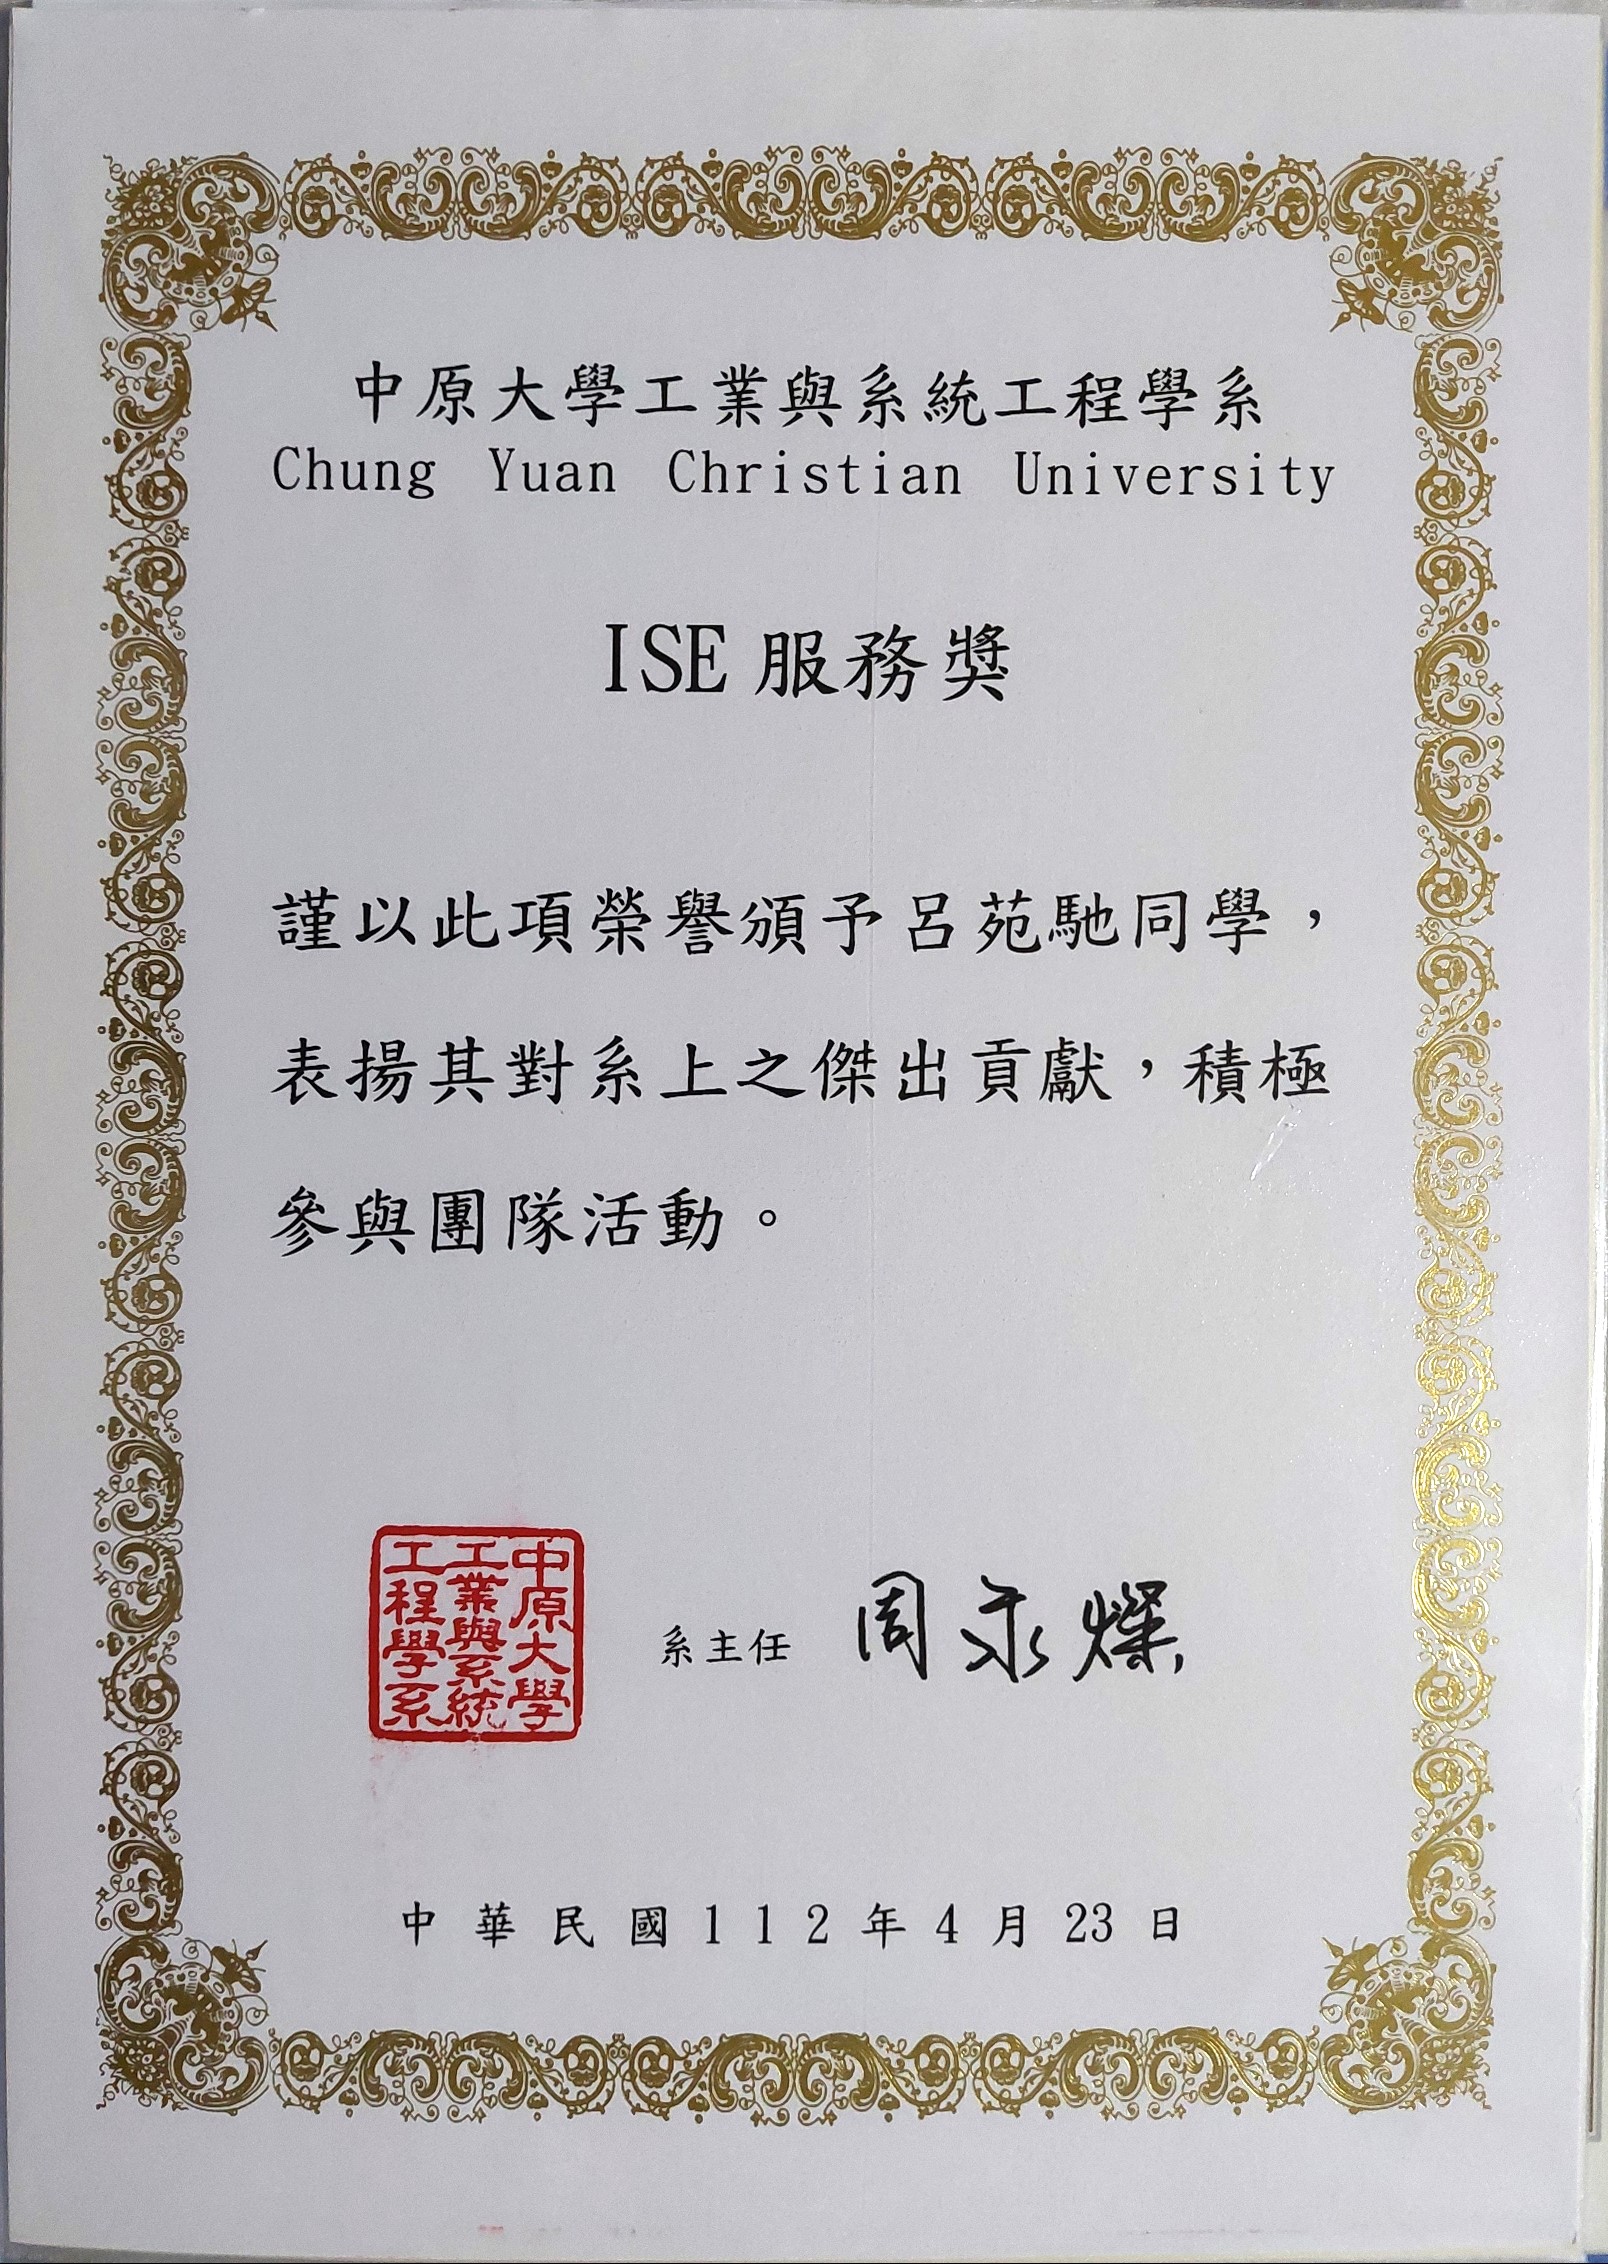 中原大學工業與系統工程學系
Chung Yuan Christian University
ISE 服務獎
謹以此項榮譽頒予呂苑馳同學，
表揚其對系上之傑出貢獻，積極
參與團隊活動。
中原大學
工業與系統
工程學系
系主任 周永燦
中華民國112年4月23日